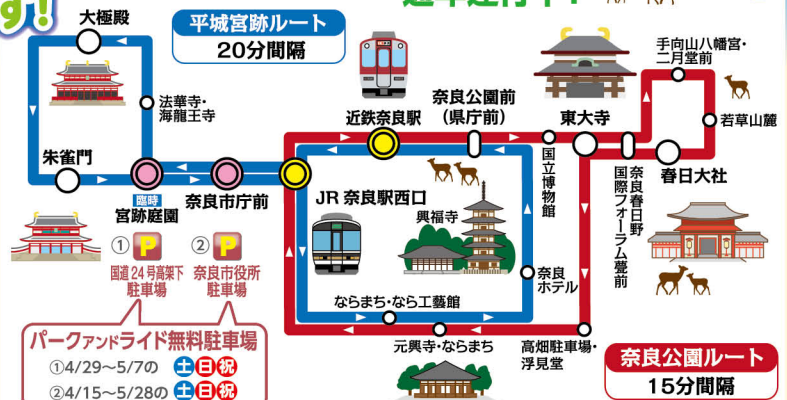 す!
平城宮跡ルート
20分間隔
大極殿
法華寺・
海龍王寺
朱雀門
臨時
宮跡庭園
奈良市庁前
①P
②P
国道24号高架下
駐車場
奈良市役所
駐車場
パークアンドライド無料駐車場
①4/29~5/7の 土日祝
②4/15~5/28の 土日祝
近鉄奈良駅
奈良公園前
(県庁前)
国立博物館
東大寺
手向山八幡宮・
二月堂前
若草山麓
春日大社
奈良春日野
国際フォーラム甍前
JR奈良駅西口
興福寺
奈良
ホテル
ならまち・なら工藝館
元興寺・ならまち
高畑駐車場・
浮見堂
奈良公園ルート
15分間隔